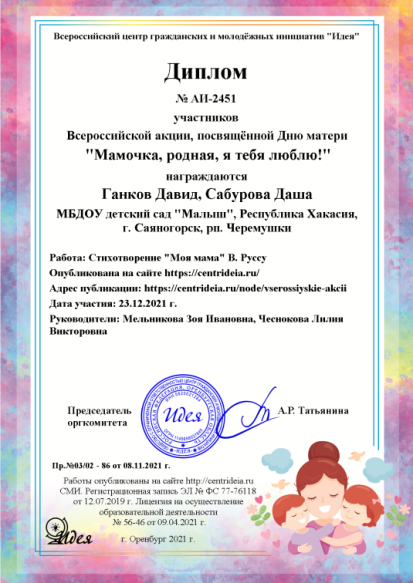 Всероссийский центр гражданских и молодёжных инициатив "Идея"
Диплом
№ АИ-2451
участников
Всероссийской акции, посвящённой Дню матери
"Мамочка, родная, я тебя люблю!"
награждаются
Ганков Давид, Сабурова Даша
МБДОУ детский сад "Малыш", Республика Хакасия,
г. Саяногорск, рп. Черемушки
Работа: Стихотворение "Моя мама" В. Руссу
Опубликована на сайте https://centrideia.ru/
Адрес публикации: https://centrideia.ru/node/vserossiyskie-akcii
Дата участия: 23.12.2021 г.
Руководители: Мельникова Зоя Ивановна, Чеснокова Лилия
Викторовна
Председатель
оргкомитета
Идея
А.Р. Татьянина
Пр.№03/02 - 86 от 08.11.2021 г.
Работы опубликованы на сайте http://centrideia.ru
СМИ. Регистрационная запись ЭЛ № ФС 77-76118
от 12.07.2019 г. Лицензия на осуществление
образовательной деятельности
№ 56-46 от 09.04.2021 г.
Идея
г. Оренбург 2021 г.